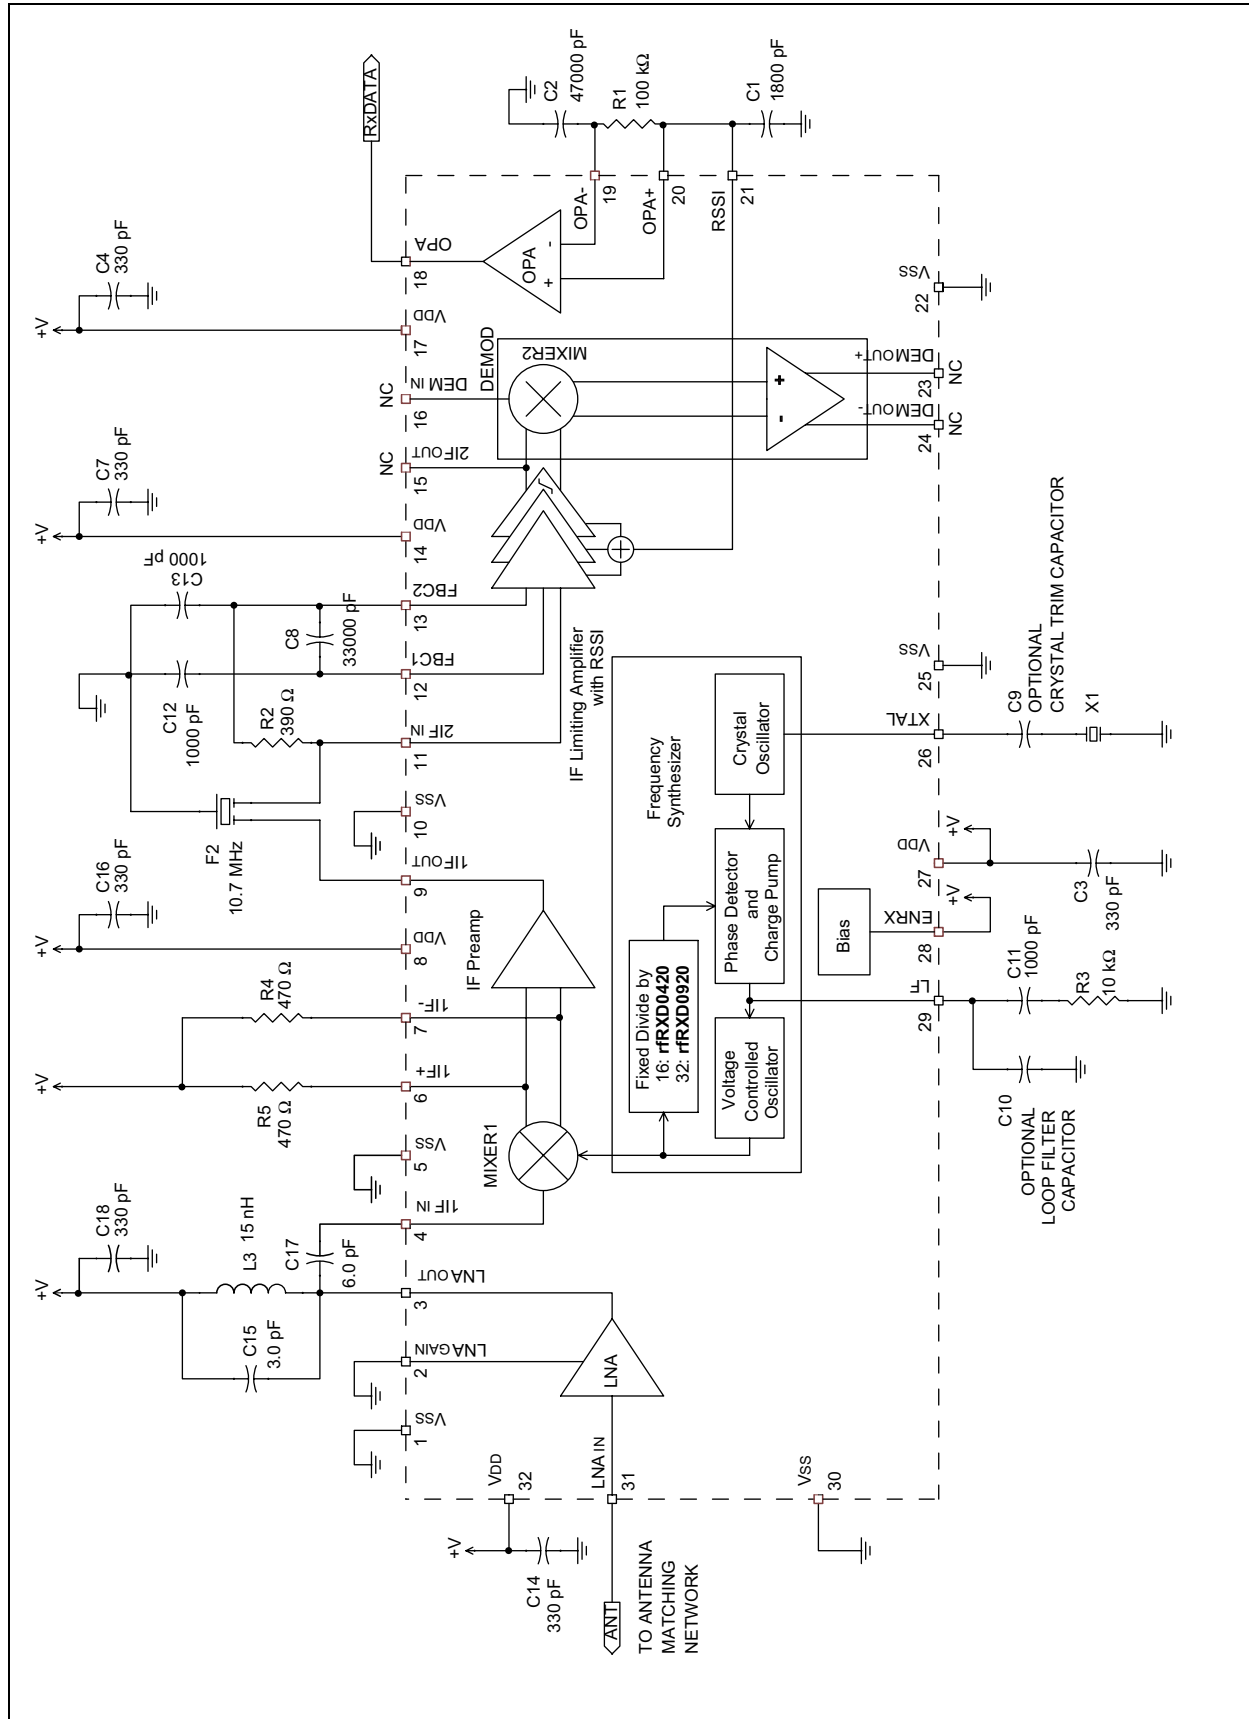 RxDATA
+V
C4
330 pF
+V
C7
330 pF
C13
1000 pF
C12
1000 pF
C8
33000 pF
R2
390 Ω
F2
10.7 MHz
+V
C16
330 pF
+V
R4
470 Ω
R5
470 Ω
+V
C18
330 pF
L3 15 nH
C17
6.0 pF
C15
3.0 pF
C2
47000 pF
R1
100 kΩ
C1
1800 pF
OPA-
19
OPA+
20
RSSI
21
OPA
18
VDD
17
NC
DEM IN
16
NC
2IFOUT
15
VDD
14
FBC2
13
FBC1
12
2IF IN
11
VSS
10
1IFOUT
9
VDD
8
1IF-
7
1IF+
6
VSS
5
1IF IN
4
LNA OUT
3
LNA GAIN
2
VSS
1
OPA
+
-
DEMOD
MIXER2
+
-
IF Limiting Amplifier
with RSSI
IF Preamp
MIXER1
LNA
Frequency
Synthesizer
Crystal
Oscillator
Phase Detector
and
Charge Pump
Fixed Divide by
16: rfRXD0420
32: rfRXD0920
Voltage
Controlled
Oscillator
Bias
VSS
22
DEMOUT+
23
NC
DEMOUT-
24
NC
VSS
25
XTAL
26
VDD
27
+V
ENRX
28
+V
LF
29
C9
OPTIONAL
CRYSTAL TRIM CAPACITOR
X1
C3
330 pF
C11
1000 pF
R3
10 kΩ
C10
OPTIONAL
LOOP FILTER
CAPACITOR
VDD
32
LNA IN
31
VSS
30
+V
C14
330 pF
ANT
TO ANTENNA
MATCHING
NETWORK